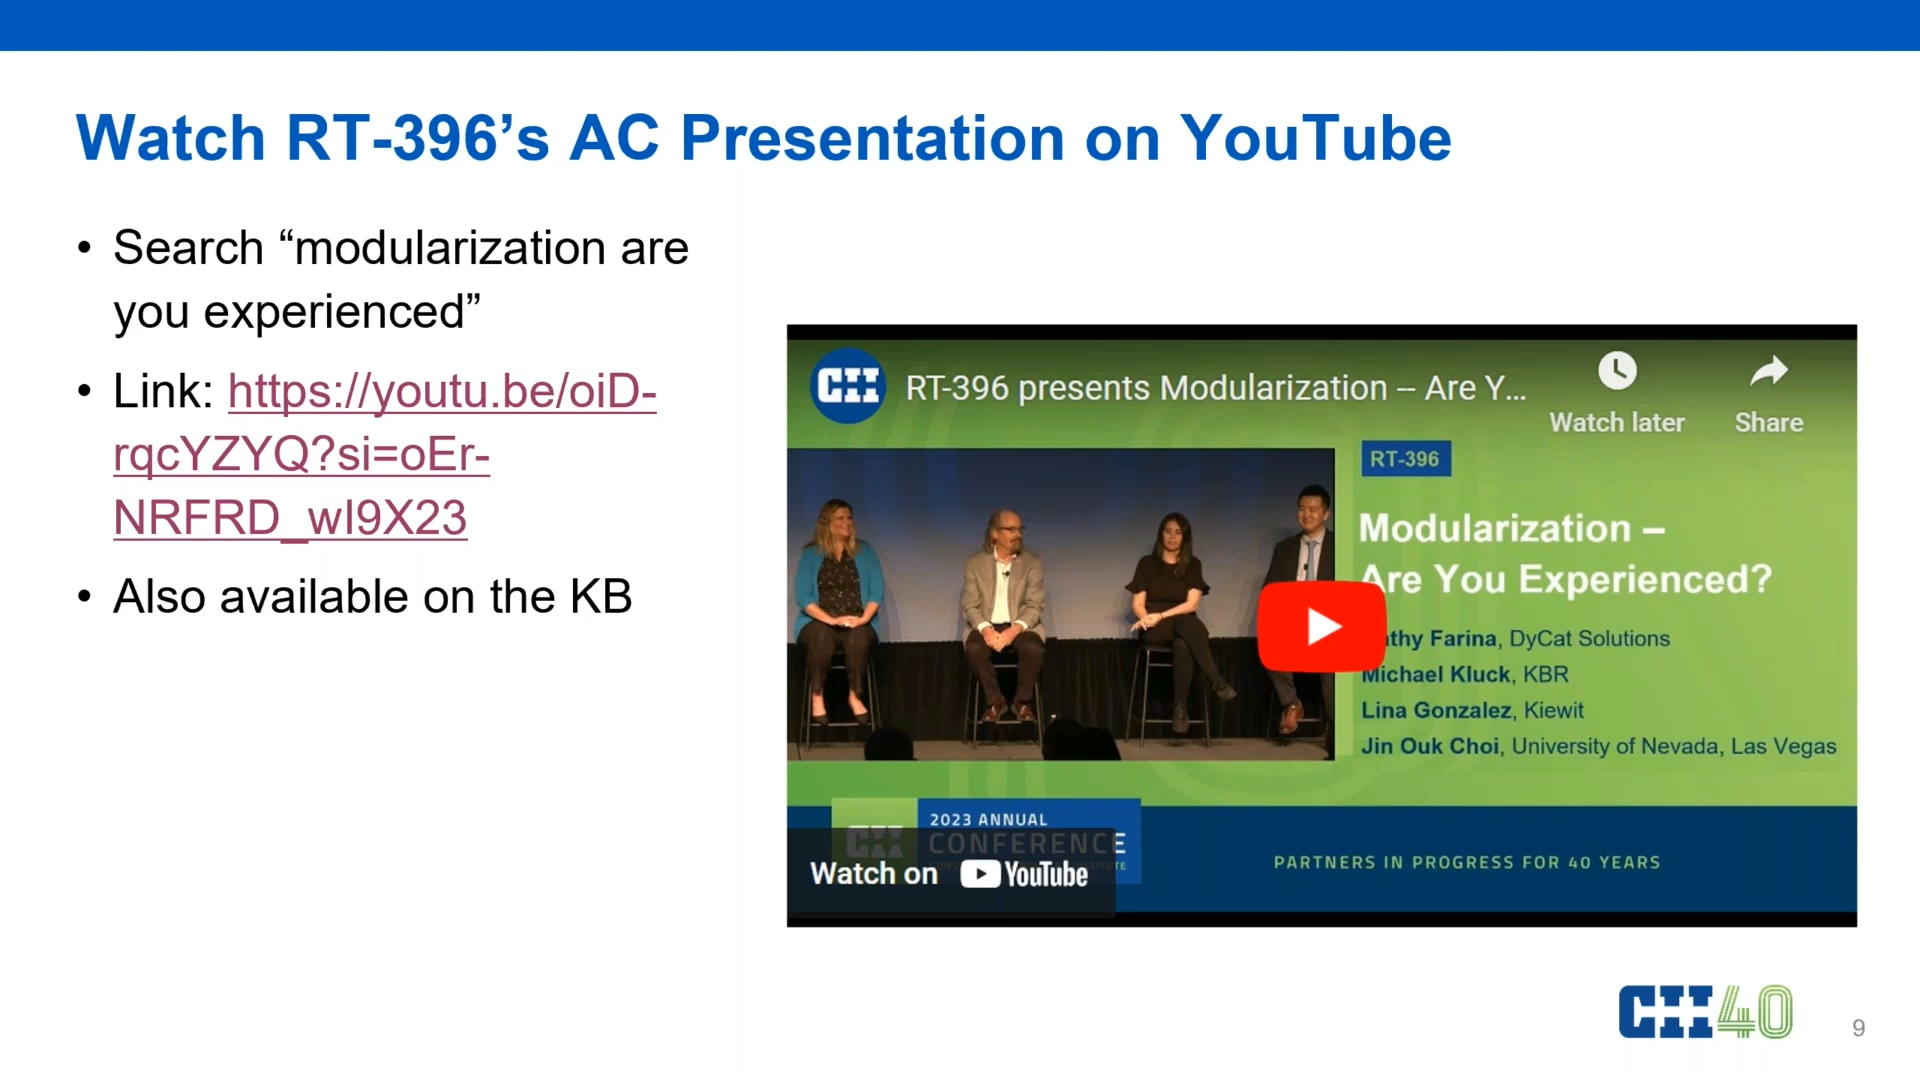 Watch RT-396’s AC Presentation on YouTube
• Search “modularization are
you experienced”
• Link: https://youtu.be/oiD-
rqcYZYQ?si=oEr-
NRFRD_wI9X23
• Also available on the KB
CII
RT-396 presents Modularization -- Are Y...
Watch later
Share
RT-396
Modularization –
Are You Experienced?
Farina, DyCat Solutions
Michael Kluck, KBR
Lina Gonzalez, Kiewit
Jin Ouk Choi, University of Nevada, Las Vegas
CII
2023 ANNUAL
CONFERENCE
Watch on YouTube
PARTNERS IN PROGRESS FOR 40 YEARS
CII40
9